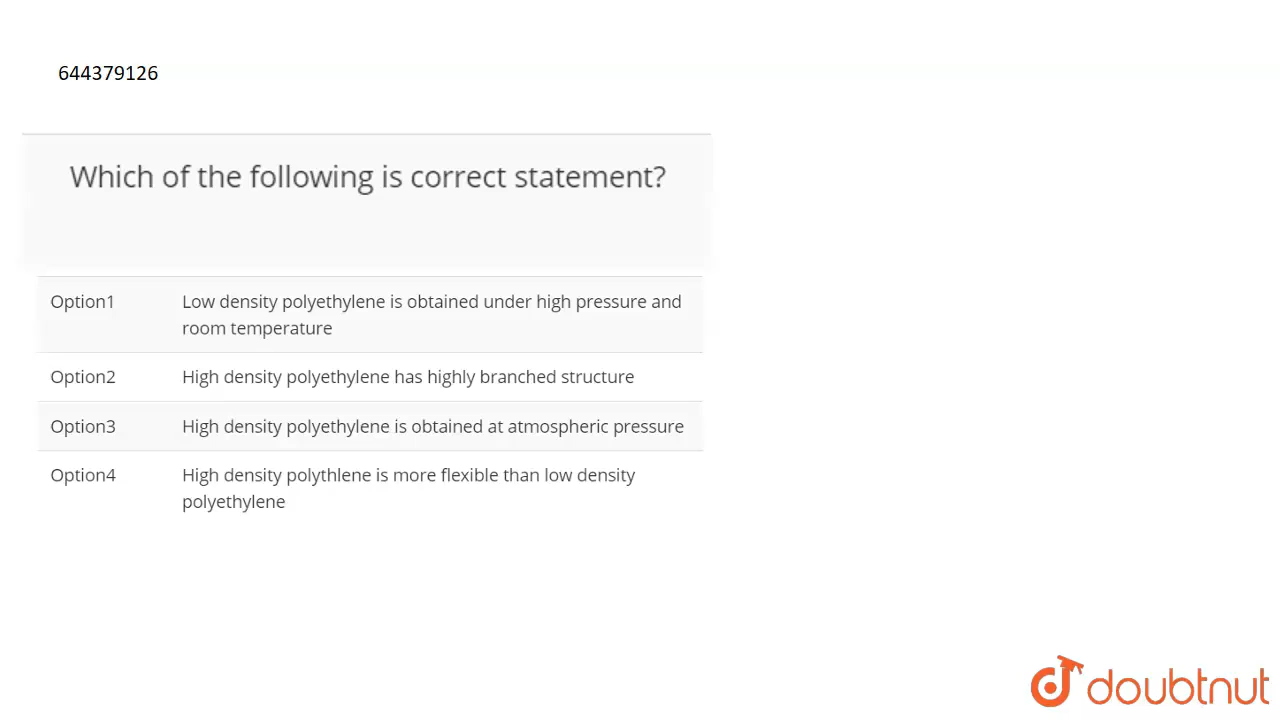 644379126
Which of the following is correct statement?
Option1 Low density polyethylene is obtained under high pressure and
room temperature
Option2 High density polyethylene has highly branched structure
Option3 High density polyethylene is obtained at atmospheric pressure
Option4 High density polythlene is more flexible than low density
polyethylene
doubtnut